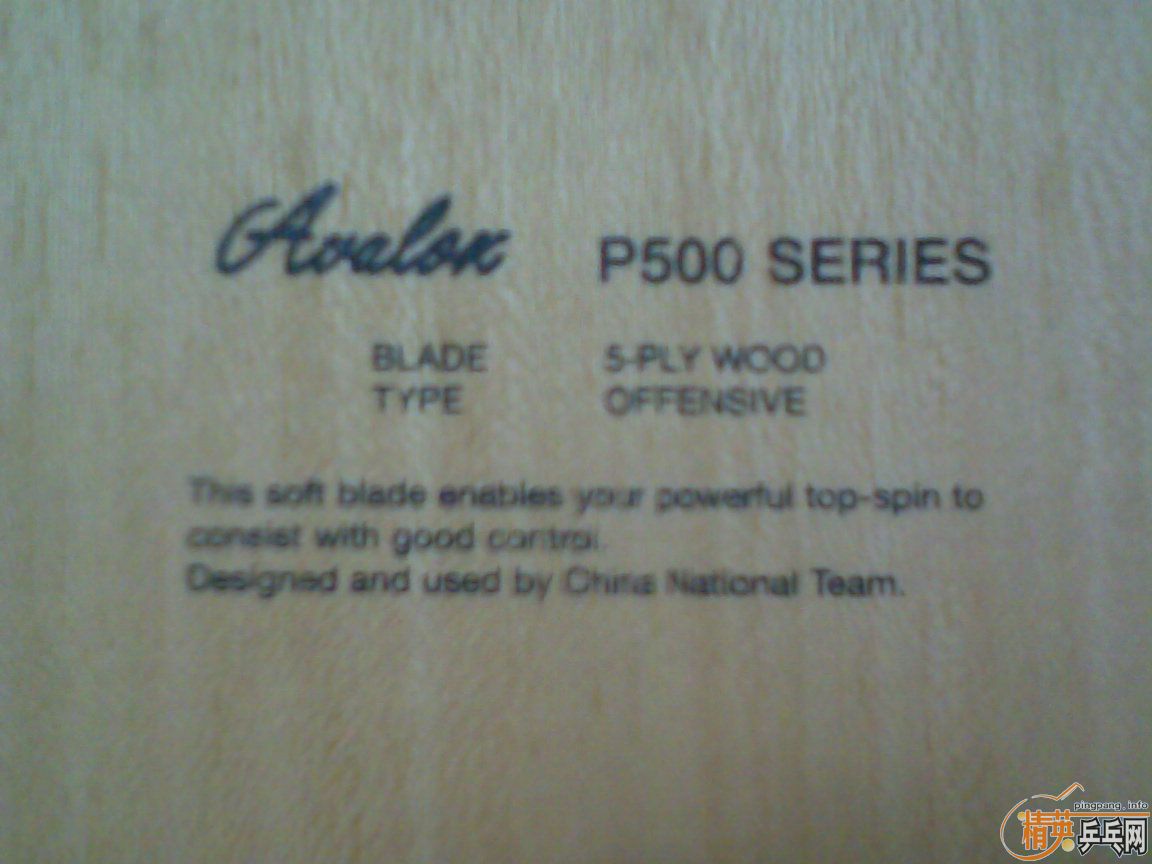 Avalox P500 SERIES
BLADE 5-PLY WOOD
TYPE OFFENSIVE
This soft blade enables your powerful top-spin to
consist with good control.
Designed and used by China National Team.
pingpang.info
精英乒乓网